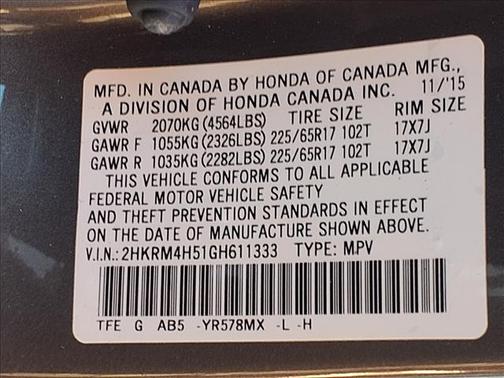 MFD. IN CANADA BY HONDA OF CANADA MFG.,
A DIVISION OF HONDA CANADA INC. 11/'15
GVWR 2070KG(4564LBS) TIRE SIZE RIM SIZE
GAWR F 1055KG(2326LBS) 225/65R17 102T 17X7J
GAWR R 1035KG(2282LBS) 225/65R17 102T 17X7J
THIS VEHICLE CONFORMS TO ALL APPLICABLE
FEDERAL MOTOR VEHICLE SAFETY
AND THEFT PREVENTION STANDARDS IN EFFECT
ON THE DATE OF MANUFACTURE SHOWN ABOVE.
V.I.N.:2HKRM4H51GH611333 TYPE: MPV
TFE G AB5 -YR578MX -L -H